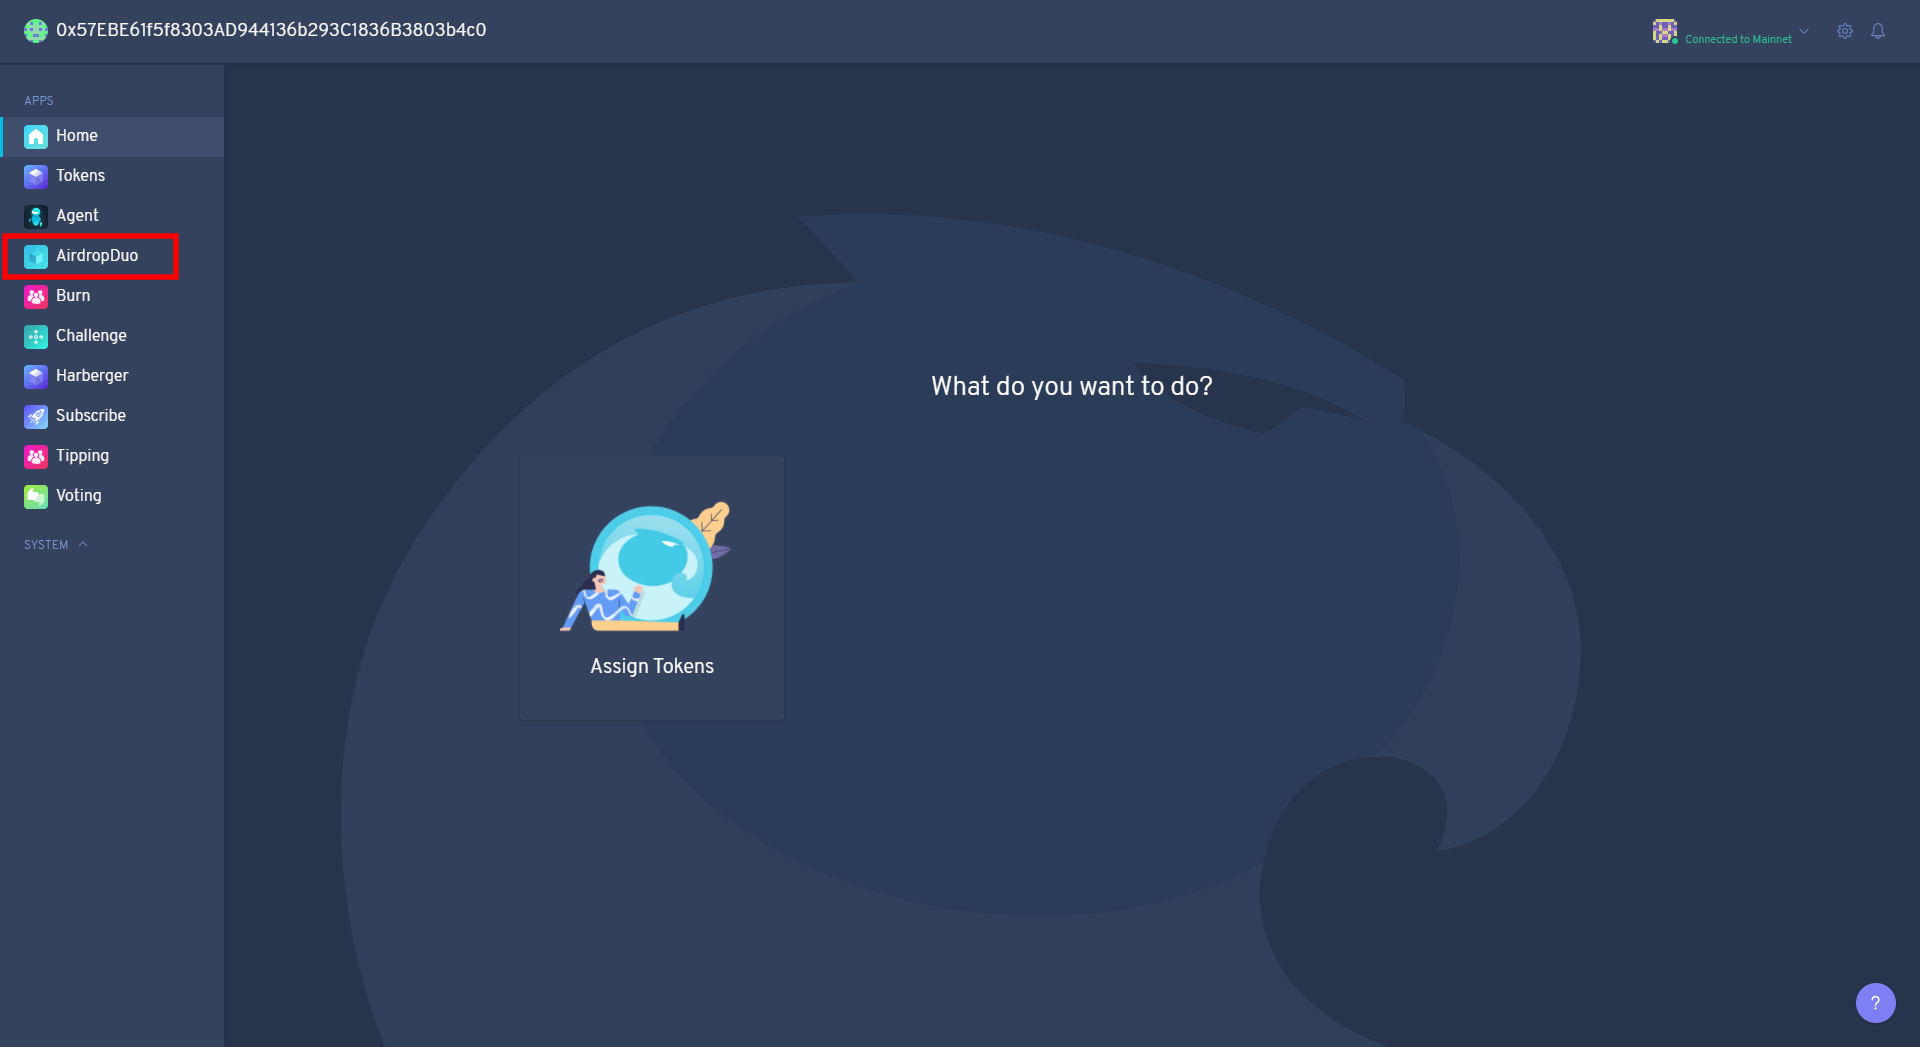 0x57EBE61f5f8303AD944136b293C1836B3803b4c0
Connected to Mainnet
APPS
Home
Tokens
Agent
AirdropDuo
Burn
Challenge
Harberger
Subscribe
Tipping
Voting
SYSTEM
What do you want to do?
Assign Tokens
?